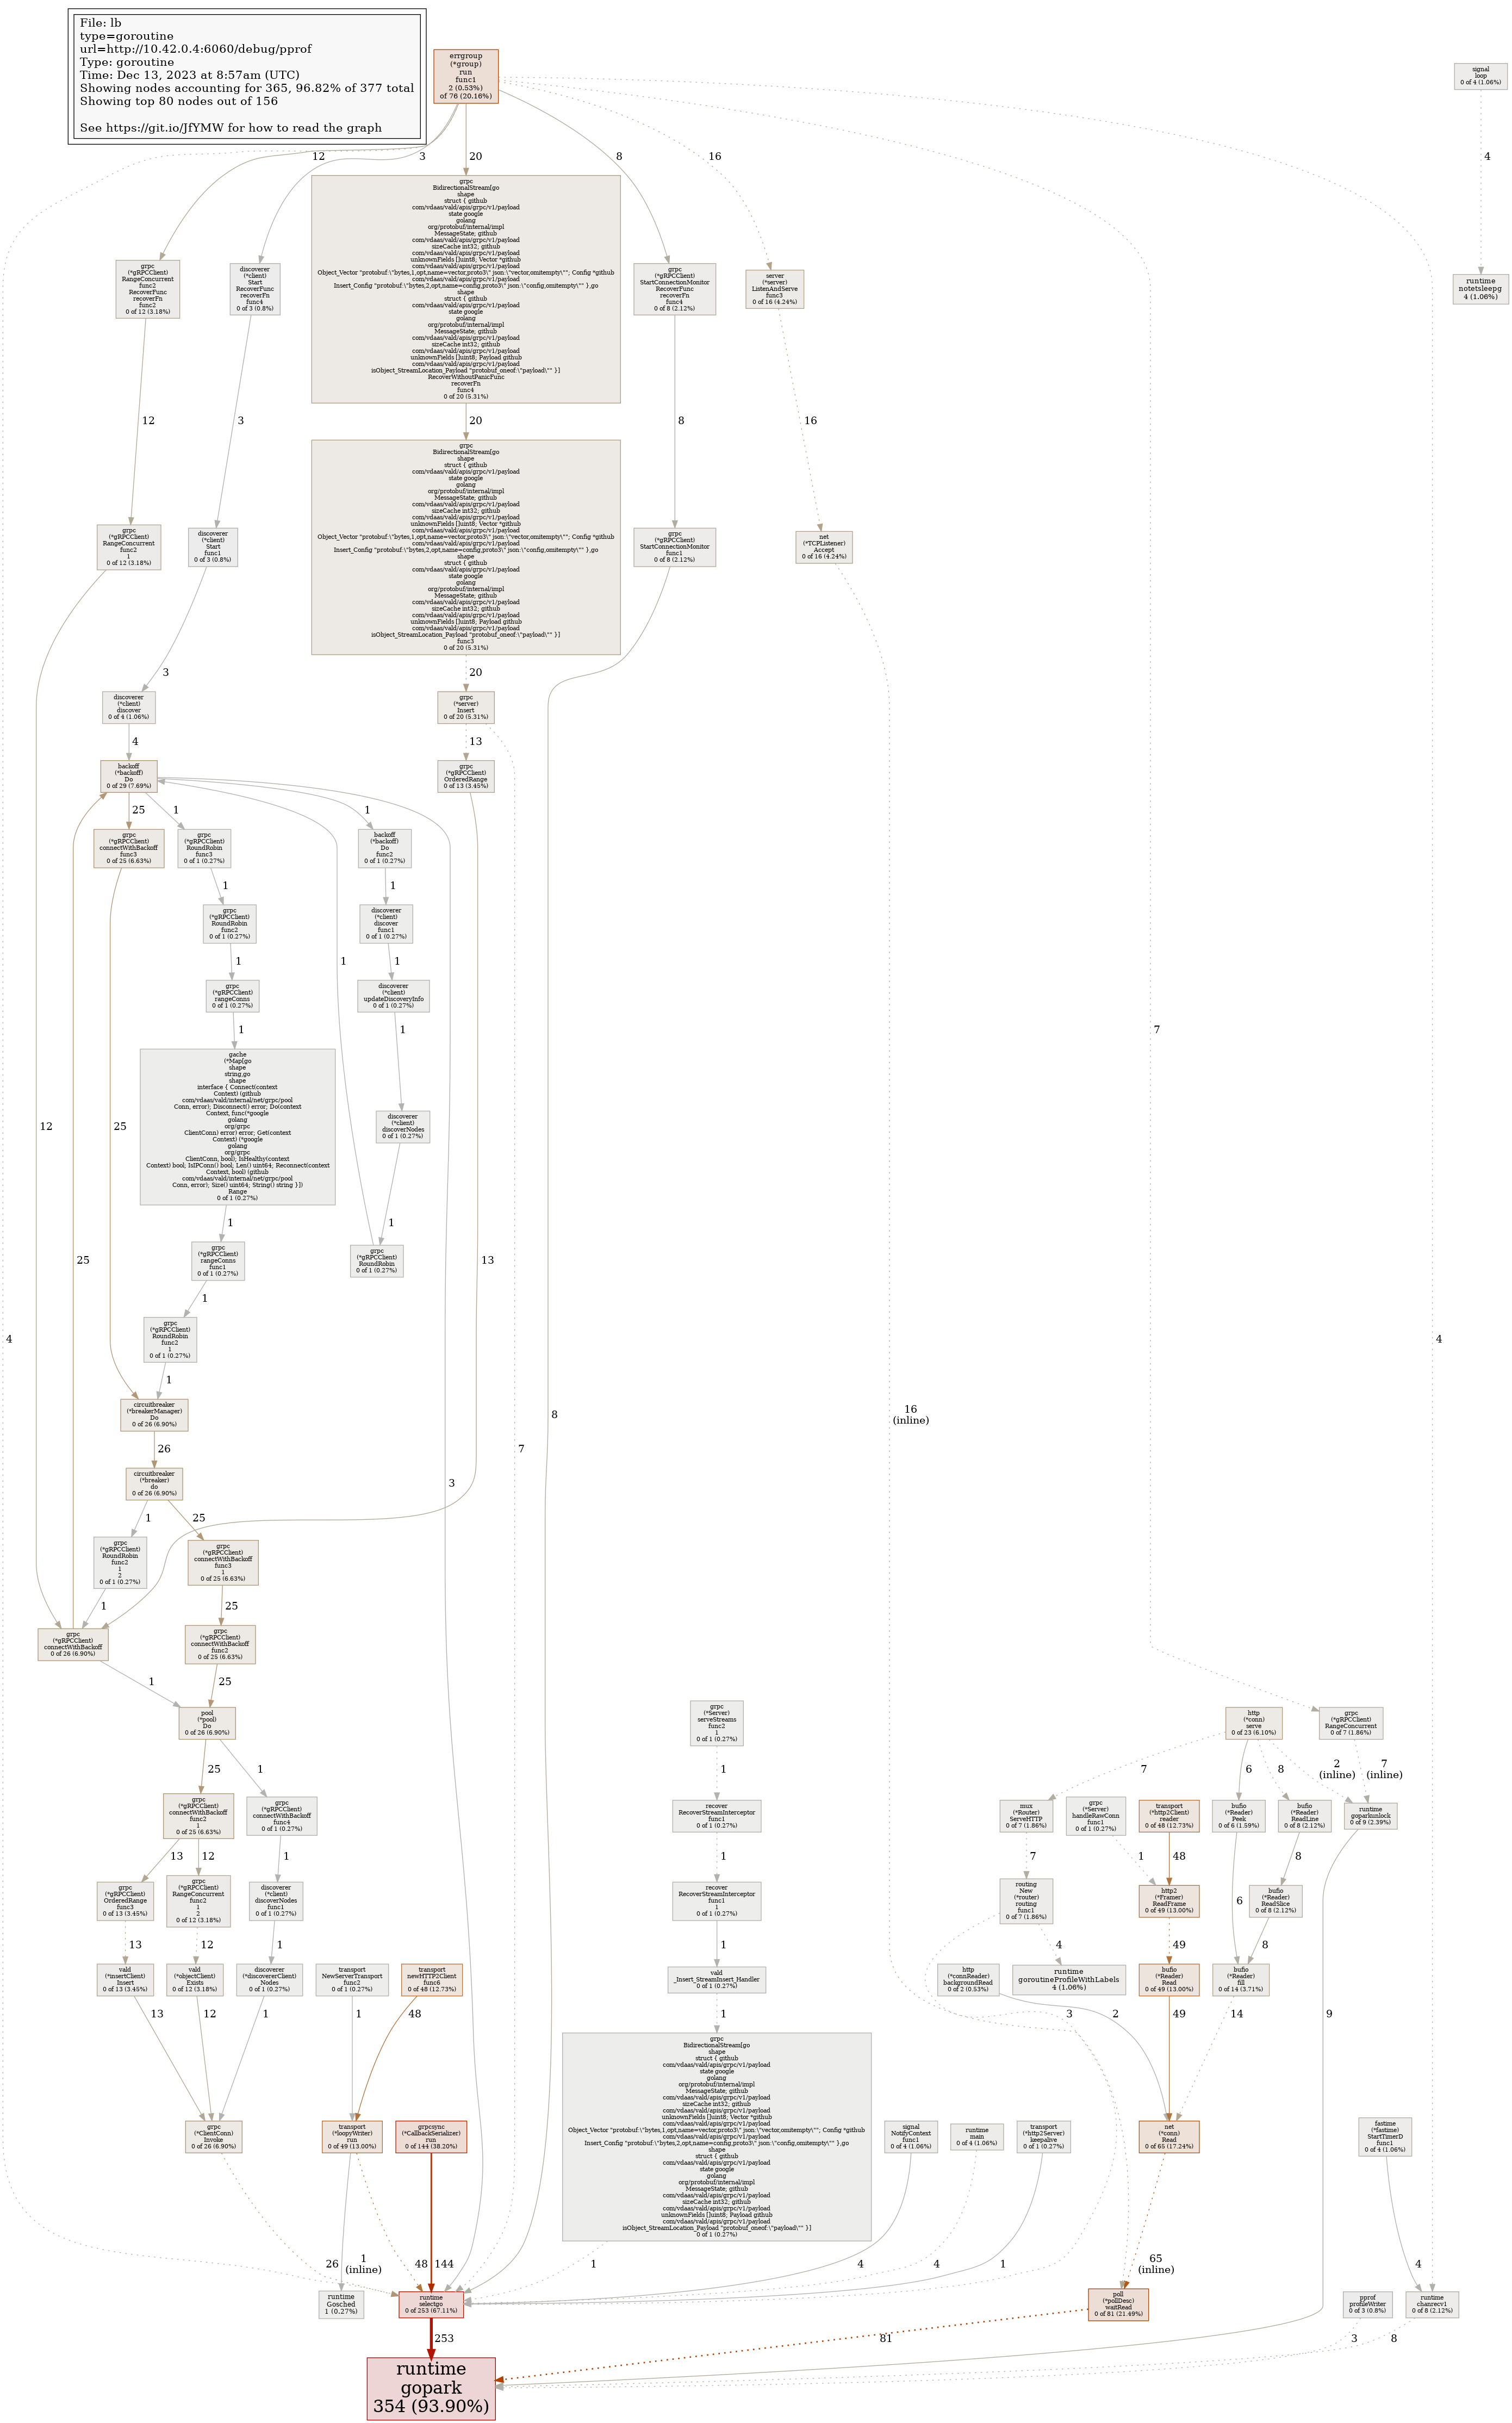 File: lb
type=goroutine
url=http://10.42.0.4:6060/debug/pprof
Type: goroutine
Time: Dec 13, 2023 at 8:57am (UTC)
Showing nodes accounting for 365, 96.82% of 377 total
Showing top 80 nodes out of 156
See https://git.io/JfYMW for how to read the graph
errgroup
(*group)
run
func1
2 (0.53%)
of 76 (20.16%)
signal
loop
0 of 4 (1.06%)
12
3
20
8
16
4
grpc
(*gRPCClient)
RangeConcurrent
func2
RecoverFunc
recoverFn
func2
0 of 12 (3.18%)
discoverer
(*client)
Start
RecoverFunc
recoverFn
func4
0 of 3 (0.8%)
grpc
BidirectionalStream[go
shape
struct { github
com/vdaas/vald/apis/grpc/v1/payload
state google
golang
org/protobuf/internal/impl
MessageState; github
com/vdaas/vald/apis/grpc/v1/payload
sizeCache int32; github
com/vdaas/vald/apis/grpc/v1/payload
unknownFields []uint8; Vector *github
com/vdaas/vald/apis/grpc/v1/payload
Object_Vector "protobuf:\"bytes,1,opt,name=vector,proto3\" json:\"vector,omitempty\""; Config *github
com/vdaas/vald/apis/grpc/v1/payload
Insert_Config "protobuf:\"bytes,2,opt,name=config,proto3\" json:\"config,omitempty\"" },go
shape
struct { github
com/vdaas/vald/apis/grpc/v1/payload
state google
golang
org/protobuf/internal/impl
MessageState; github
com/vdaas/vald/apis/grpc/v1/payload
sizeCache int32; github
com/vdaas/vald/apis/grpc/v1/payload
unknownFields []uint8; Payload github
com/vdaas/vald/apis/grpc/v1/payload
isObject_StreamLocation_Payload "protobuf_oneof:\"payload\"" }]
RecoverWithoutPanicFunc
recoverFn
func4
0 of 20 (5.31%)
grpc
(*gRPCClient)
StartConnectionMonitor
RecoverFunc
recoverFn
func4
0 of 8 (2.12%)
server
(*server)
ListenAndServe
func3
0 of 16 (4.24%)
runtime
notetsleepg
4 (1.06%)
12
3
20
8
16
grpc
(*gRPCClient)
RangeConcurrent
func2
1
0 of 12 (3.18%)
discoverer
(*client)
Start
func1
0 of 3 (0.8%)
grpc
BidirectionalStream[go
shape
struct { github
com/vdaas/vald/apis/grpc/v1/payload
state google
golang
org/protobuf/internal/impl
MessageState; github
com/vdaas/vald/apis/grpc/v1/payload
sizeCache int32; github
com/vdaas/vald/apis/grpc/v1/payload
unknownFields []uint8; Vector *github
com/vdaas/vald/apis/grpc/v1/payload
Object_Vector "protobuf:\"bytes,1,opt,name=vector,proto3\" json:\"vector,omitempty\""; Config *github
com/vdaas/vald/apis/grpc/v1/payload
Insert_Config "protobuf:\"bytes,2,opt,name=config,proto3\" json:\"config,omitempty\"" },go
shape
struct { github
com/vdaas/vald/apis/grpc/v1/payload
state google
golang
org/protobuf/internal/impl
MessageState; github
com/vdaas/vald/apis/grpc/v1/payload
sizeCache int32; github
com/vdaas/vald/apis/grpc/v1/payload
unknownFields []uint8; Payload github
com/vdaas/vald/apis/grpc/v1/payload
isObject_StreamLocation_Payload "protobuf_oneof:\"payload\"" }]
func3
0 of 20 (5.31%)
grpc
(*gRPCClient)
StartConnectionMonitor
func1
0 of 8 (2.12%)
net
(*TCPListener)
Accept
0 of 16 (4.24%)
3
20
discoverer
(*client)
discover
0 of 4 (1.06%)
grpc
(*server)
Insert
0 of 20 (5.31%)
4
13
backoff
(*backoff)
Do
0 of 29 (7.69%)
grpc
(*gRPCClient)
OrderedRange
0 of 13 (3.45%)
25
1
1
grpc
(*gRPCClient)
connectWithBackoff
func3
0 of 25 (6.63%)
grpc
(*gRPCClient)
RoundRobin
func3
0 of 1 (0.27%)
backoff
(*backoff)
Do
func2
0 of 1 (0.27%)
1
1
grpc
(*gRPCClient)
RoundRobin
func2
0 of 1 (0.27%)
discoverer
(*client)
discover
func1
0 of 1 (0.27%)
1
1
1
grpc
(*gRPCClient)
rangeConns
0 of 1 (0.27%)
discoverer
(*client)
updateDiscoveryInfo
0 of 1 (0.27%)
1
1
7
gache
(*Map[go
shape
string,go
shape
interface { Connect(context
Context) (github
com/vdaas/vald/internal/net/grpc/pool
Conn, error); Disconnect() error; Do(context
Context, func(*google
golang
org/grpc
ClientConn) error) error; Get(context
Context) (*google
golang
org/grpc
ClientConn, bool); IsHealthy(context
Context) bool; IsIPConn() bool; Len() uint64; Reconnect(context
Context, bool) (github
com/vdaas/vald/internal/net/grpc/pool
Conn, error); Size() uint64; String() string }])
Range
0 of 1 (0.27%)
discoverer
(*client)
discoverNodes
0 of 1 (0.27%)
12
25
1
1
grpc
(*gRPCClient)
rangeConns
func1
0 of 1 (0.27%)
grpc
(*gRPCClient)
RoundRobin
0 of 1 (0.27%)
25
13
1
4
4
grpc
(*gRPCClient)
RoundRobin
func2
1
0 of 1 (0.27%)
1
circuitbreaker
(*breakerManager)
Do
0 of 26 (6.90%)
8
16
(inline)
26
7
circuitbreaker
(*breaker)
do
0 of 26 (6.90%)
3
1
25
grpc
(*gRPCClient)
RoundRobin
func2
1
2
0 of 1 (0.27%)
grpc
(*gRPCClient)
connectWithBackoff
func3
1
0 of 25 (6.63%)
1
25
grpc
(*gRPCClient)
connectWithBackoff
0 of 26 (6.90%)
grpc
(*gRPCClient)
connectWithBackoff
func2
0 of 25 (6.63%)
1
25
pool
(*pool)
Do
0 of 26 (6.90%)
grpc
(*Server)
serveStreams
func2
1
0 of 1 (0.27%)
http
(*conn)
serve
0 of 23 (6.10%)
grpc
(*gRPCClient)
RangeConcurrent
0 of 7 (1.86%)
25
1
1
7
6
8
2
(inline)
7
(inline)
grpc
(*gRPCClient)
connectWithBackoff
func2
1
0 of 25 (6.63%)
grpc
(*gRPCClient)
connectWithBackoff
func4
0 of 1 (0.27%)
recover
RecoverStreamInterceptor
func1
0 of 1 (0.27%)
mux
(*Router)
ServeHTTP
0 of 7 (1.86%)
grpc
(*Server)
handleRawConn
func1
0 of 1 (0.27%)
transport
(*http2Client)
reader
0 of 48 (12.73%)
bufio
(*Reader)
Peek
0 of 6 (1.59%)
bufio
(*Reader)
ReadLine
0 of 8 (2.12%)
runtime
goparkunlock
0 of 9 (2.39%)
13
12
1
1
7
1
48
8
grpc
(*gRPCClient)
OrderedRange
func3
0 of 13 (3.45%)
grpc
(*gRPCClient)
RangeConcurrent
func2
1
2
0 of 12 (3.18%)
discoverer
(*client)
discoverNodes
func1
0 of 1 (0.27%)
recover
RecoverStreamInterceptor
func1
1
0 of 1 (0.27%)
routing
New
(*router)
routing
func1
0 of 7 (1.86%)
http2
(*Framer)
ReadFrame
0 of 49 (13.00%)
6
bufio
(*Reader)
ReadSlice
0 of 8 (2.12%)
13
12
1
1
4
49
8
vald
(*insertClient)
Insert
0 of 13 (3.45%)
vald
(*objectClient)
Exists
0 of 12 (3.18%)
discoverer
(*discovererClient)
Nodes
0 of 1 (0.27%)
transport
NewServerTransport
func2
0 of 1 (0.27%)
transport
newHTTP2Client
func6
0 of 48 (12.73%)
vald
_Insert_StreamInsert_Handler
0 of 1 (0.27%)
http
(*connReader)
backgroundRead
0 of 2 (0.53%)
runtime
goroutineProfileWithLabels
4 (1.06%)
bufio
(*Reader)
Read
0 of 49 (13.00%)
bufio
(*Reader)
fill
0 of 14 (3.71%)
13
12
1
1
48
1
3
2
49
14
9
grpc
(*ClientConn)
Invoke
0 of 26 (6.90%)
transport
(*loopyWriter)
run
0 of 49 (13.00%)
grpcsync
(*CallbackSerializer)
run
0 of 144 (38.20%)
grpc
BidirectionalStream[go
shape
struct { github
com/vdaas/vald/apis/grpc/v1/payload
state google
golang
org/protobuf/internal/impl
MessageState; github
com/vdaas/vald/apis/grpc/v1/payload
sizeCache int32; github
com/vdaas/vald/apis/grpc/v1/payload
unknownFields []uint8; Vector *github
com/vdaas/vald/apis/grpc/v1/payload
Object_Vector "protobuf:\"bytes,1,opt,name=vector,proto3\" json:\"vector,omitempty\""; Config *github
com/vdaas/vald/apis/grpc/v1/payload
Insert_Config "protobuf:\"bytes,2,opt,name=config,proto3\" json:\"config,omitempty\"" },go
shape
struct { github
com/vdaas/vald/apis/grpc/v1/payload
state google
golang
org/protobuf/internal/impl
MessageState; github
com/vdaas/vald/apis/grpc/v1/payload
sizeCache int32; github
com/vdaas/vald/apis/grpc/v1/payload
unknownFields []uint8; Payload github
com/vdaas/vald/apis/grpc/v1/payload
isObject_StreamLocation_Payload "protobuf_oneof:\"payload\"" }]
0 of 1 (0.27%)
signal
NotifyContext
func1
0 of 4 (1.06%)
runtime
main
0 of 4 (1.06%)
transport
(*http2Server)
keepalive
0 of 1 (0.27%)
net
(*conn)
Read
0 of 65 (17.24%)
fastime
(*fastime)
StartTimerD
func1
0 of 4 (1.06%)
26
1
(inline)
48
144
1
4
4
1
65
(inline)
4
runtime
Gosched
1 (0.27%)
runtime
selectgo
0 of 253 (67.11%)
poll
(*pollDesc)
waitRead
0 of 81 (21.49%)
pprof
profileWriter
0 of 3 (0.8%)
runtime
chanrecv1
0 of 8 (2.12%)
253
81
3
8
runtime
gopark
354 (93.90%)